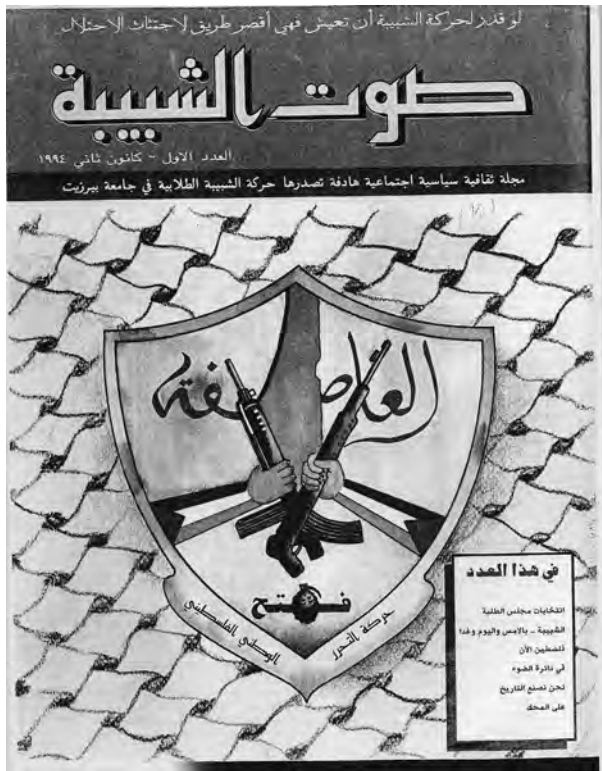 لو قدر لحركة الشبيبة أن تعيش فهي أقصر طريق لاجتثاث الاحتلال
صوت الشبيبة
العدد الاول - كانون ثاني ١٩٩٤
مجلة ثقافية سياسية اجتماعية هادفة تصدرها حركة الشبيبة الطلابية في جامعة بيرزيت
العاصفة
فتح
حركة التحرر الوطني الفلسطيني
في هذا العدد
انتخابات مجلس الطلبة
الشبيبة - بالامس واليوم وغدا
فلسطين الأن
في دائرة الضوء
نحن نصنع التاريخ
على المحك